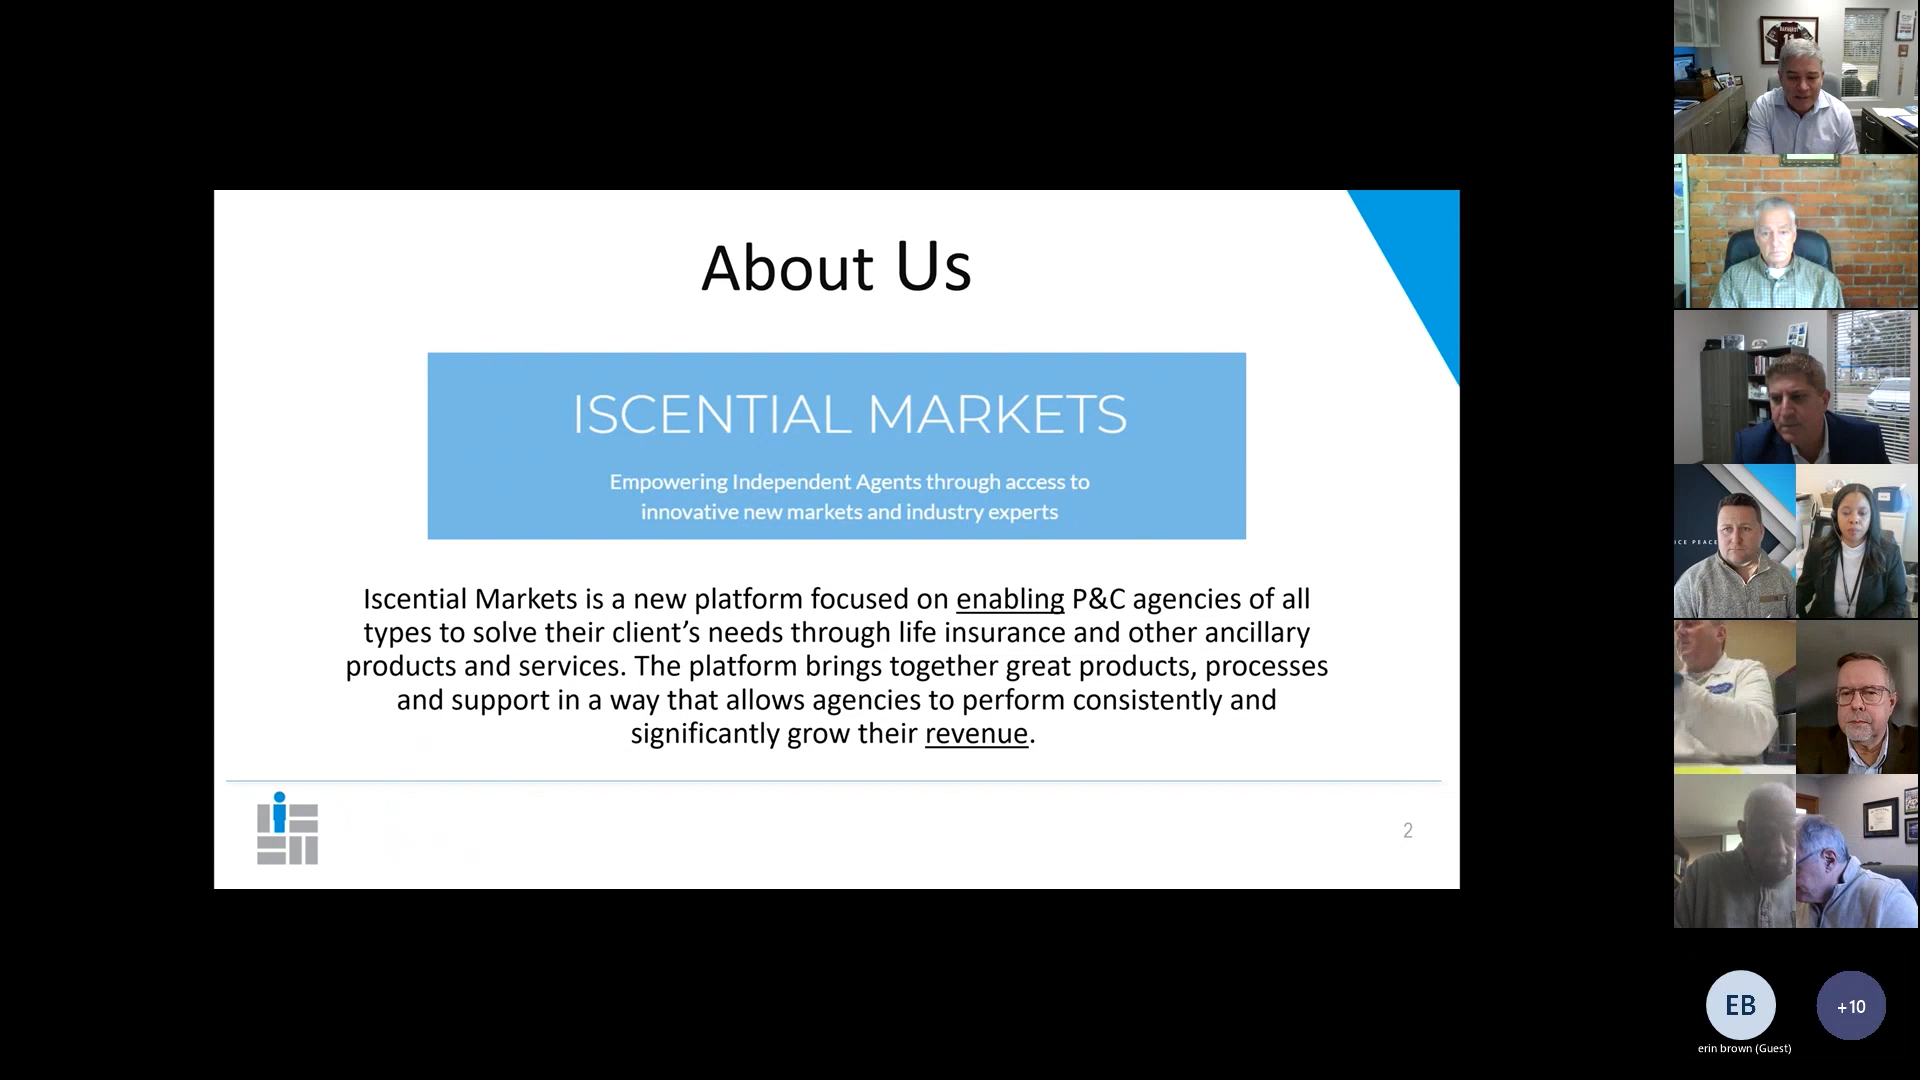 About Us
ISCENTIAL MARKETS
Empowering Independent Agents through access to
innovative new markets and industry experts
Iscential Markets is a new platform focused on enabling P&C agencies of all
types to solve their client’s needs through life insurance and other ancillary
products and services. The platform brings together great products, processes
and support in a way that allows agencies to perform consistently and
significantly grow their revenue.
2
11
ICE PEACE
EB
+10
erin brown (Guest)